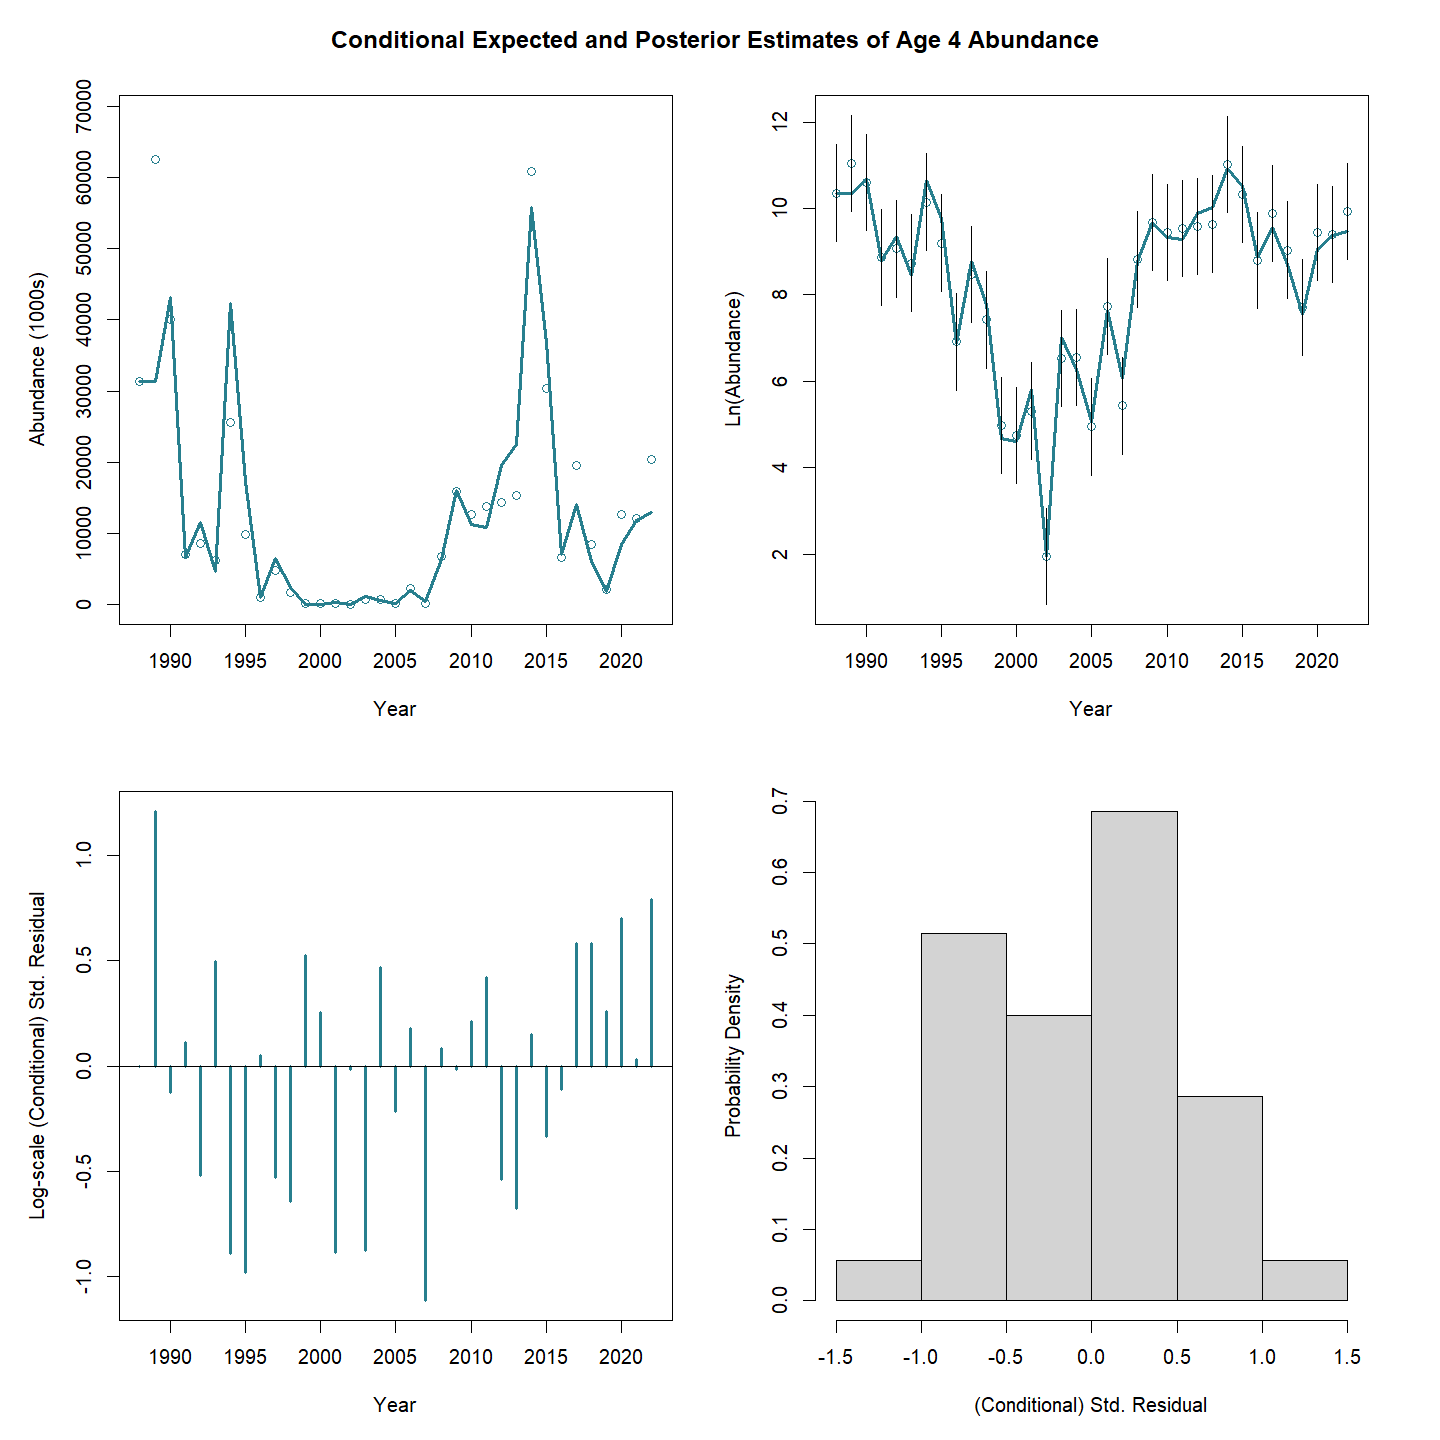 Conditional Expected and Posterior Estimates of Age 4 Abundance
Abundance (1000s)
70000
60000
50000
40000
30000
20000
10000
0
1990 1995 2000 2005 2010 2015 2020
Year
Ln(Abundance)
12
10
8
6
4
2
1990 1995 2000 2005 2010 2015 2020
Year
Log-scale (Conditional) Std. Residual
1.0
0.5
0.0
-0.5
-1.0
1990 1995 2000 2005 2010 2015 2020
Year
Probability Density
0.7
0.6
0.5
0.4
0.3
0.2
0.1
0.0
-1.5 -1.0 -0.5 0.0 0.5 1.0 1.5
(Conditional) Std. Residual